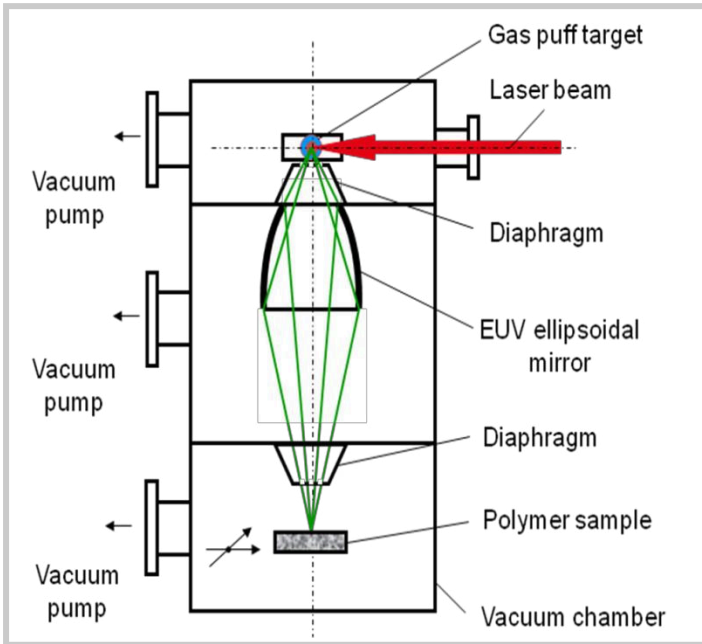 Gas puff target
Laser beam
Vacuum
pump
Diaphragm
EUV ellipsoidal
mirror
Vacuum
pump
Diaphragm
Polymer sample
Vacuum
pump
Vacuum chamber